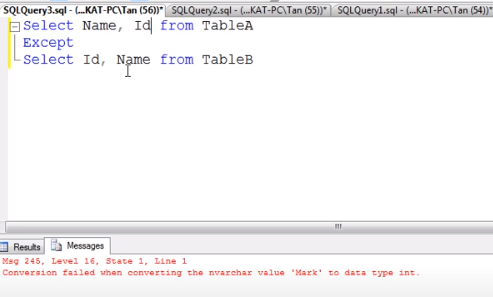 SQLQuery3.sql - (...KAT-PC\Tan (56))* SQLQuery2.sql - (...KAT-PC\Tan (55))* SQLQuery1.sql - (...KAT-PC\Tan (54))*
Select Name, Id from TableA
Except
Select Id, Name from TableB
Results Messages
Msg 245, Level 16, State 1, Line 1
Conversion failed when converting the nvarchar value 'Mark' to data type int.